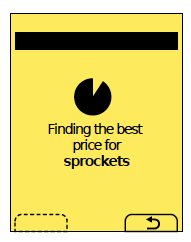 Finding the best
price for
sprockets